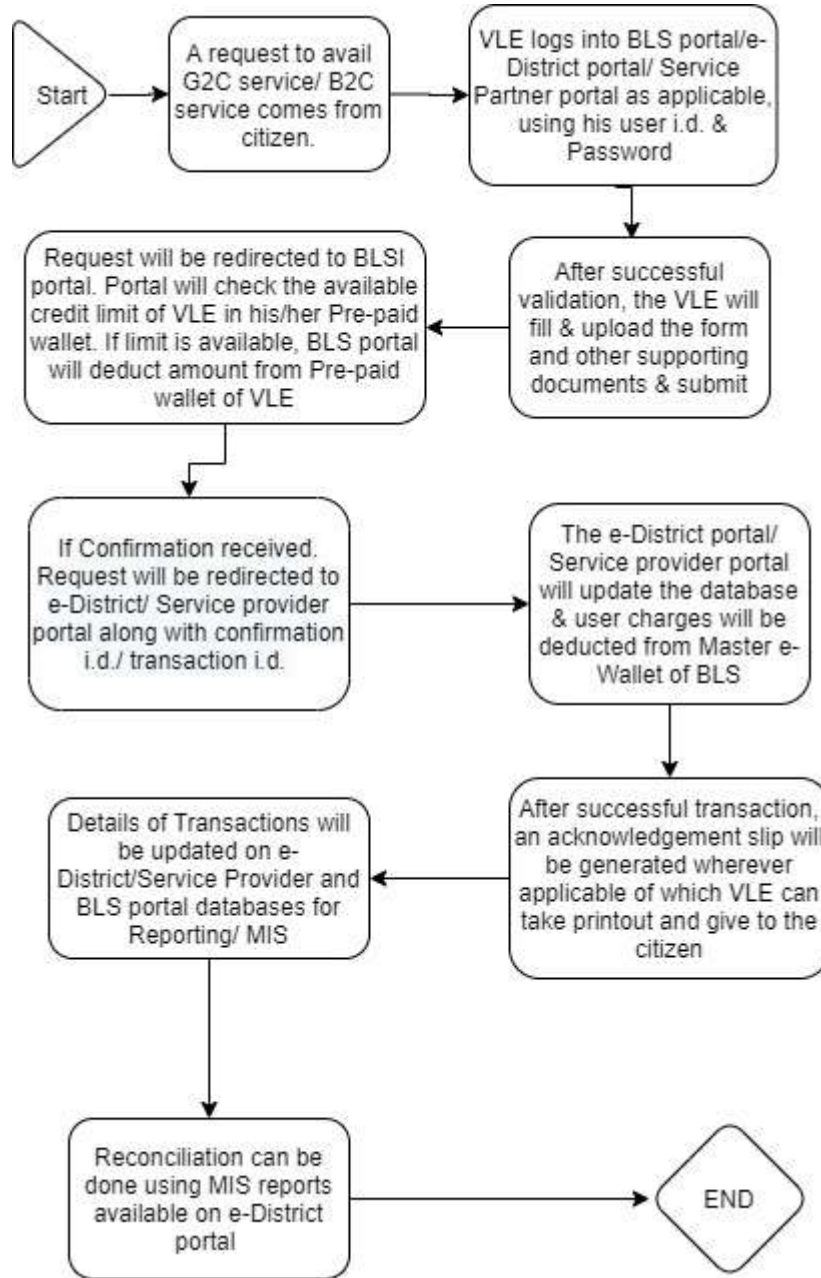 Start
A request to avail
G2C service/ B2C
service comes from
citizen.
VLE logs into BLS portal/e-
District portal/ Service
Partner portal as applicable,
using his user i.d. &
Password
After successful
validation, the VLE will
fill & upload the form
and other supporting
documents & submit
Request will be redirected to BLSI
portal. Portal will check the available
credit limit of VLE in his/her Pre-paid
wallet. If limit is available, BLS portal
will deduct amount from Pre-paid
wallet of VLE
If Confirmation received.
Request will be redirected to
e-District/ Service provider
portal along with confirmation
i.d./ transaction i.d.
The e-District portal/
Service provider portal
will update the database
& user charges will be
deducted from Master e-
Wallet of BLS
After successful transaction,
an acknowledgement slip will
be generated wherever
applicable of which VLE can
take printout and give to the
citizen
Details of Transactions will
be updated on e-
District/Service Provider and
BLS portal databases for
Reporting/ MIS
Reconciliation can be
done using MIS reports
available on e-District
portal
END